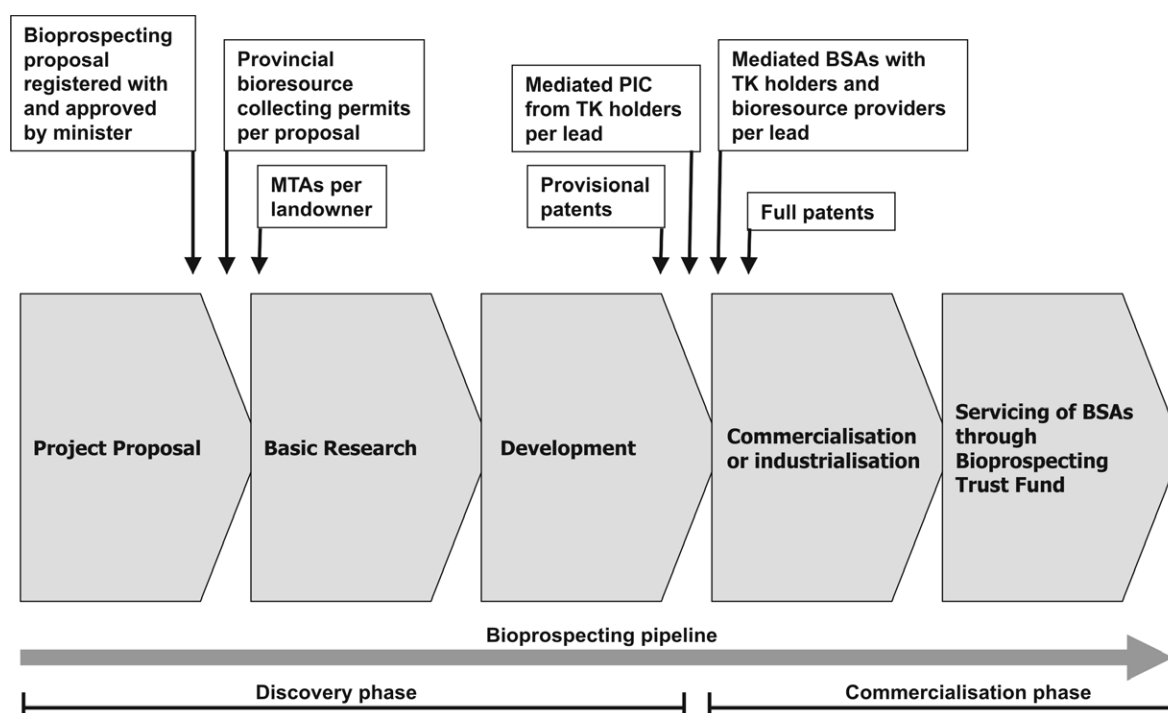 Bioprospecting
proposal
registered with
and approved
by minister
Provincial
bioresource
collecting permits
per proposal
MTAs per
landowner
Mediated PIC
from TK holders
per lead
Provisional
patents
Mediated BSAs with
TK holders and
bioresource providers
per lead
Full patents
Project Proposal
Basic Research
Development
Commercialisation
or industrialisation
Servicing of BSAs
through
Bioprospecting
Trust Fund
Bioprospecting pipeline
Discovery phase
Commercialisation phase